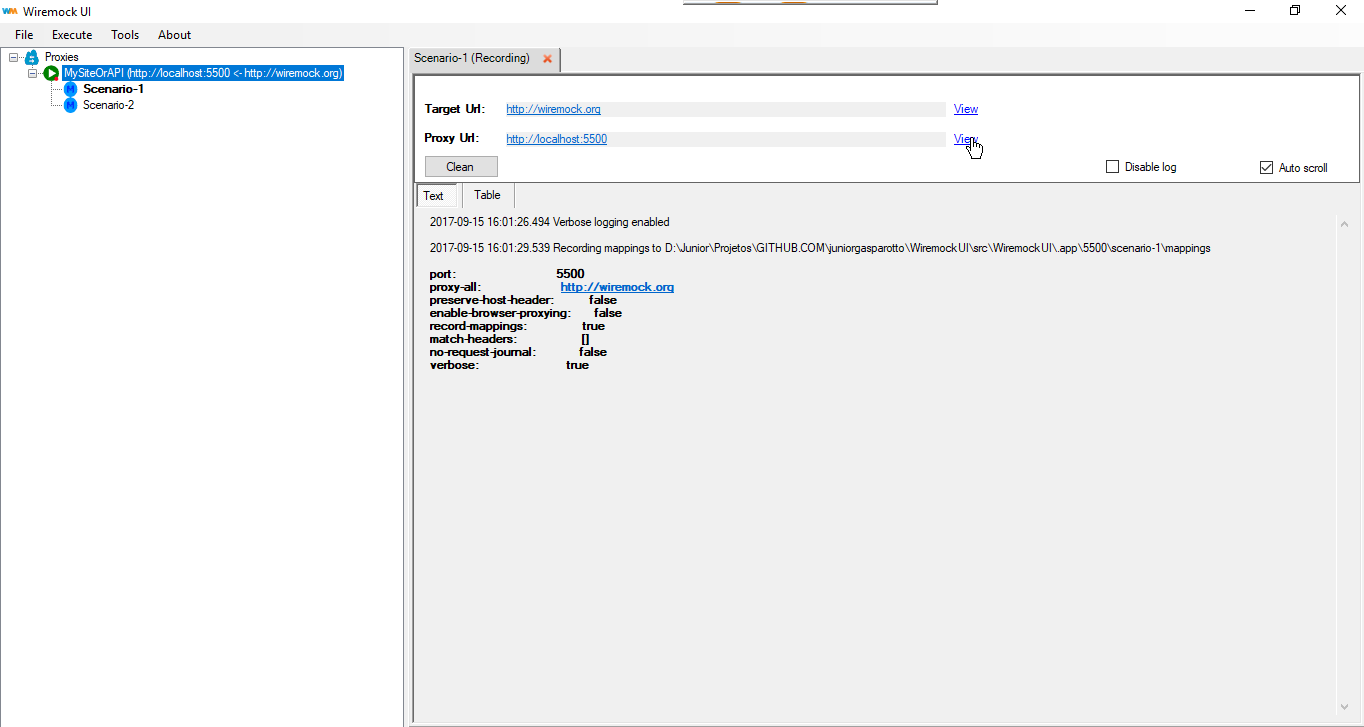 WM Wiremock UI
File Execute Tools About
Proxies
MySiteOrAPI (http://localhost:5500 <- http://wiremock.org)
M Scenario-1
M Scenario-2
Scenario-1 (Recording)
Target Url: http://wiremock.org View
Proxy Url: http://localhost:5500 View
Clean Disable log Auto scroll
Text Table
2017-09-15 16:01:26.494 Verbose logging enabled
2017-09-15 16:01:29.539 Recording mappings to D:\Junior\Projetos\GITHUB.COM\juniorgasparotto\WiremockUI\src\WiremockUI\.app\5500\scenario-1\mappings
port: 5500
proxy-all: http://wiremock.org
preserve-host-header: false
enable-browser-proxying: false
record-mappings: true
match-headers: []
no-request-journal: false
verbose: true